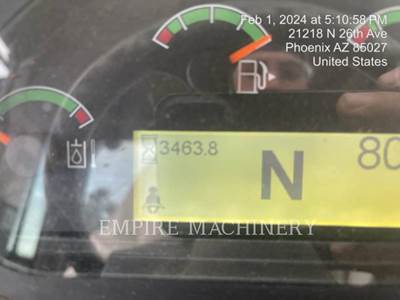 Feb 1, 2024 at 5:10:58 PM
21218 N 26th Ave
Phoenix AZ 85027
United States
3463.8
N
80
EMPIRE MACHINERY